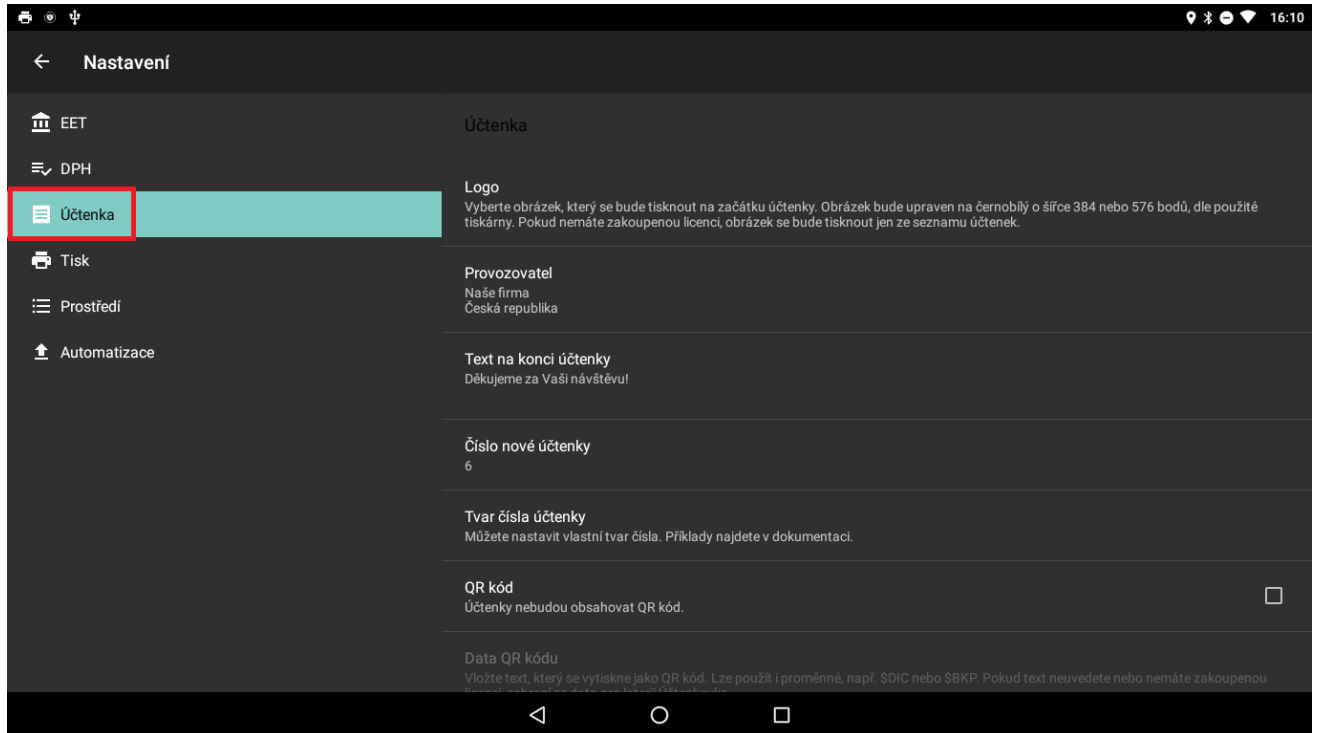 16:10
Nastavení
EET
DPH
Účtenka
Tisk
Prostředí
Automatizace
Účtenka
Logo
Vyberte obrázek, který se bude tisknout na začátku účtenky. Obrázek bude upraven na černobílý o šířce 384 nebo 576 bodů, dle použité
tiskárny. Pokud nemáte zakoupenou licenci, obrázek se bude tisknout jen ze seznamu účtenek.
Provozovatel
Naše firma
Česká republika
Text na konci účtenky
Děkujeme za Vaši návštěvu!
Číslo nové účtenky
6
Tvar čísla účtenky
Můžete nastavit vlastní tvar čísla. Příklady najdete v dokumentaci.
QR kód
Účtenky nebudou obsahovat QR kód.
Data QR kódu
Vložte text, který se vytiskne jako QR kód. Lze použít i proměnné, např. $DIC nebo $BKP. Pokud text neuvedete nebo nemáte zakoupenou